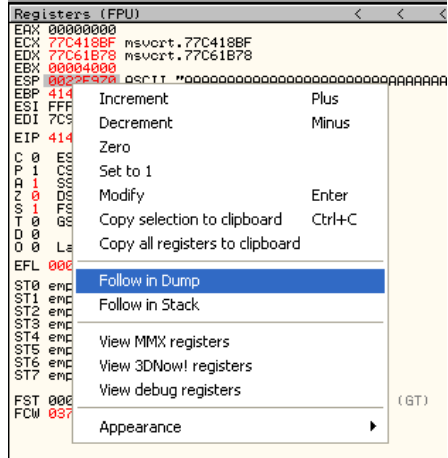 Registers (FPU) < < <
EAX 00000000
ECX 77C418BF msvcrt.77C418BF
EDX 77C61B78 msvcrt.77C61B78
EBX 00004000
ESP 0022F970 ASCII "AAAAAAAAAAAAAAAAAAAAAAAAAAAAAAA
EBP 414
ESI FFF
EDI 7C9
EIP 414
C 0 ES
P 1 CS
A 1 SS
Z 0 DS
S 1 FS
T 0 GS
D 0
O 0 La
EFL 000
ST0 emp
ST1 emp
ST2 emp
ST3 emp
ST4 emp
ST5 emp
ST6 emp
ST7 emp
FST 000 (GT)
FCW 037
Increment Plus
Decrement Minus
Zero
Set to 1
Modify Enter
Copy selection to clipboard Ctrl+C
Copy all registers to clipboard
Follow in Dump
Follow in Stack
View MMX registers
View 3DNow! registers
View debug registers
Appearance